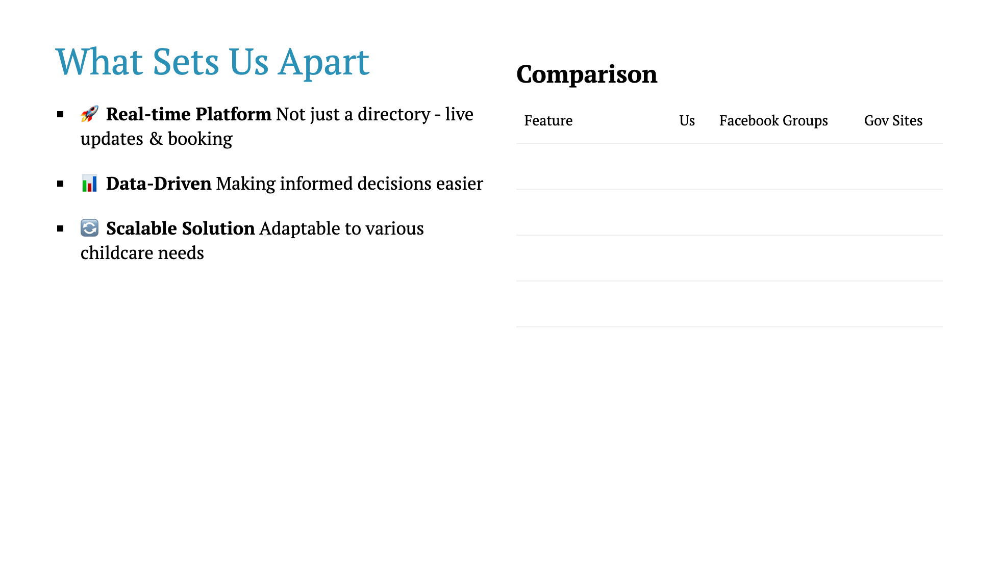 What Sets Us Apart
🚀 Real-time Platform Not just a directory - live
updates & booking
📊 Data-Driven Making informed decisions easier
🔄 Scalable Solution Adaptable to various
childcare needs
Comparison
Feature Us Facebook Groups Gov Sites